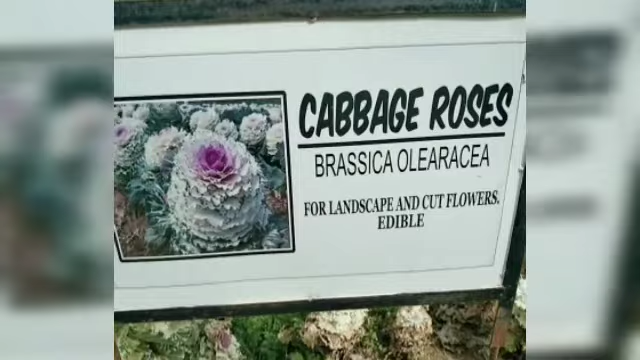 CABBAGE ROSES
BRASSICA OLEARACEA
FOR LANDSCAPE AND CUT FLOWERS.
EDIBLE